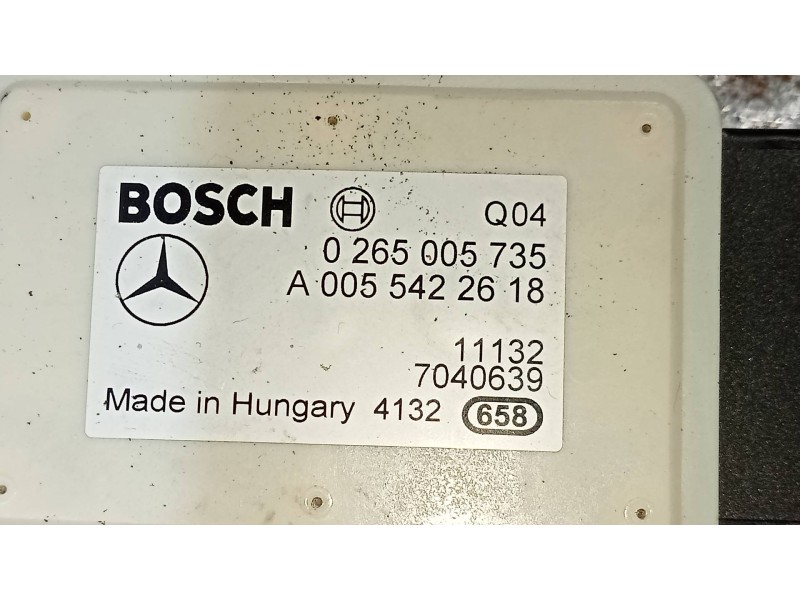 BOSCH Q04
0 265 005 735
A 005 542 26 18
11132
7040639
Made in Hungary 4132 658